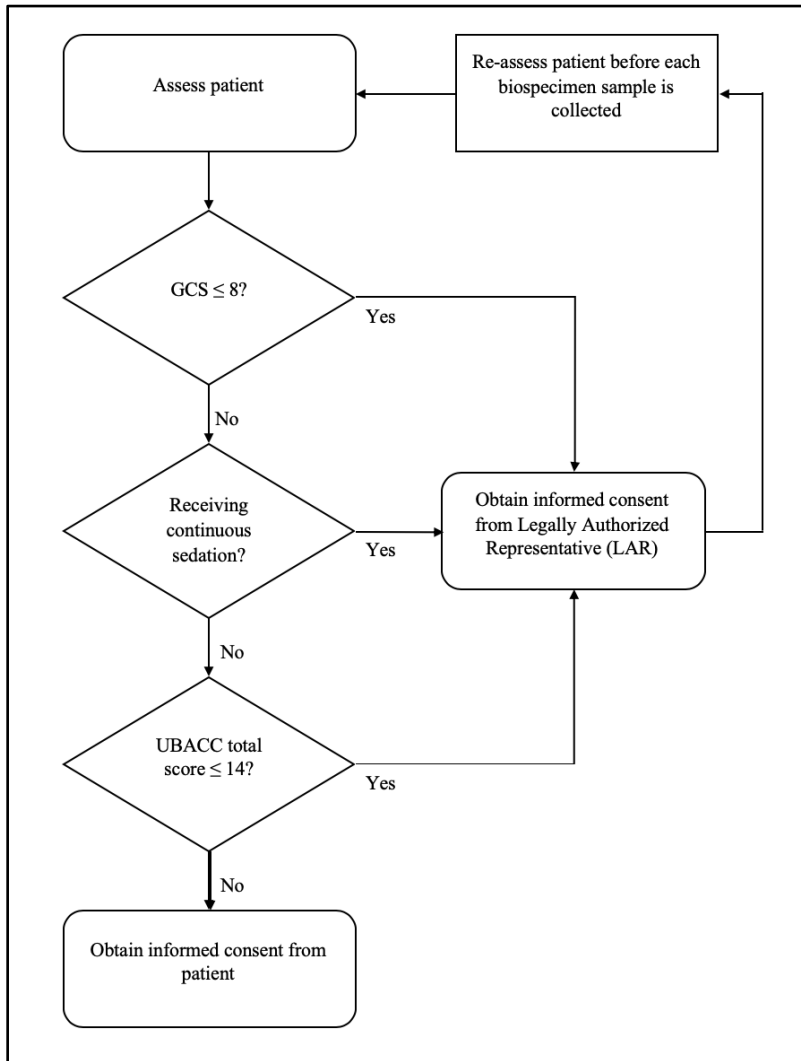 Assess patient
Re-assess patient before each
biospecimen sample is
collected
GCS ≤ 8?
Yes
No
Receiving
continuous
sedation?
Yes
Obtain informed consent
from Legally Authorized
Representative (LAR)
No
UBACC total
score ≤ 14?
Yes
No
Obtain informed consent from
patient